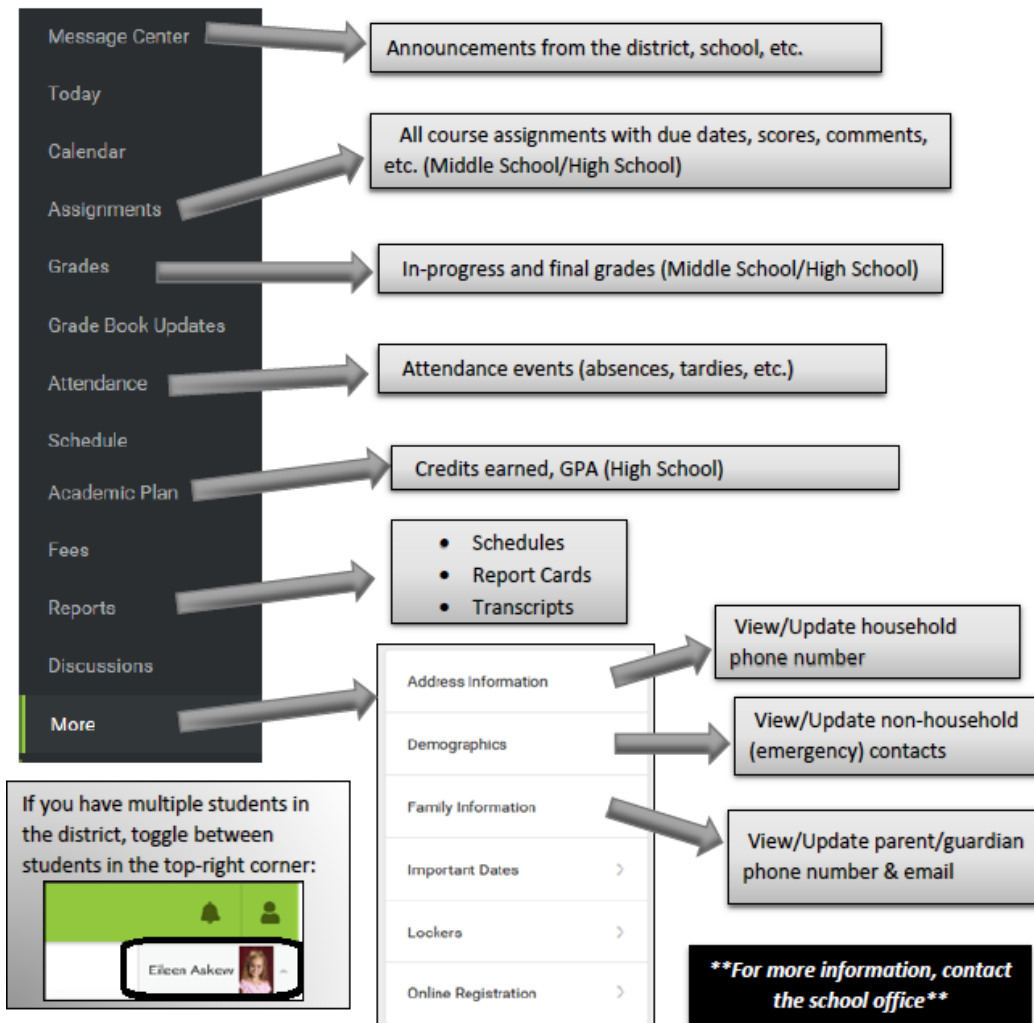 Message Center
Announcements from the district, school, etc.
Today
Calendar
All course assignments with due dates, scores, comments,
etc. (Middle School/High School)
Assignments
Grades
In-progress and final grades (Middle School/High School)
Grade Book Updates
Attendance
Attendance events (absences, tardies, etc.)
Schedule
Academic Plan
Credits earned, GPA (High School)
Fees
Reports
• Schedules
• Report Cards
• Transcripts
Discussions
More
Address Information
View/Update household
phone number
Demographics
View/Update non-household
(emergency) contacts
Family Information
View/Update parent/guardian
phone number & email
Important Dates
Lockers
Online Registration
If you have multiple students in
the district, toggle between
students in the top-right corner:
Eileen Askew
**For more information, contact
the school office**